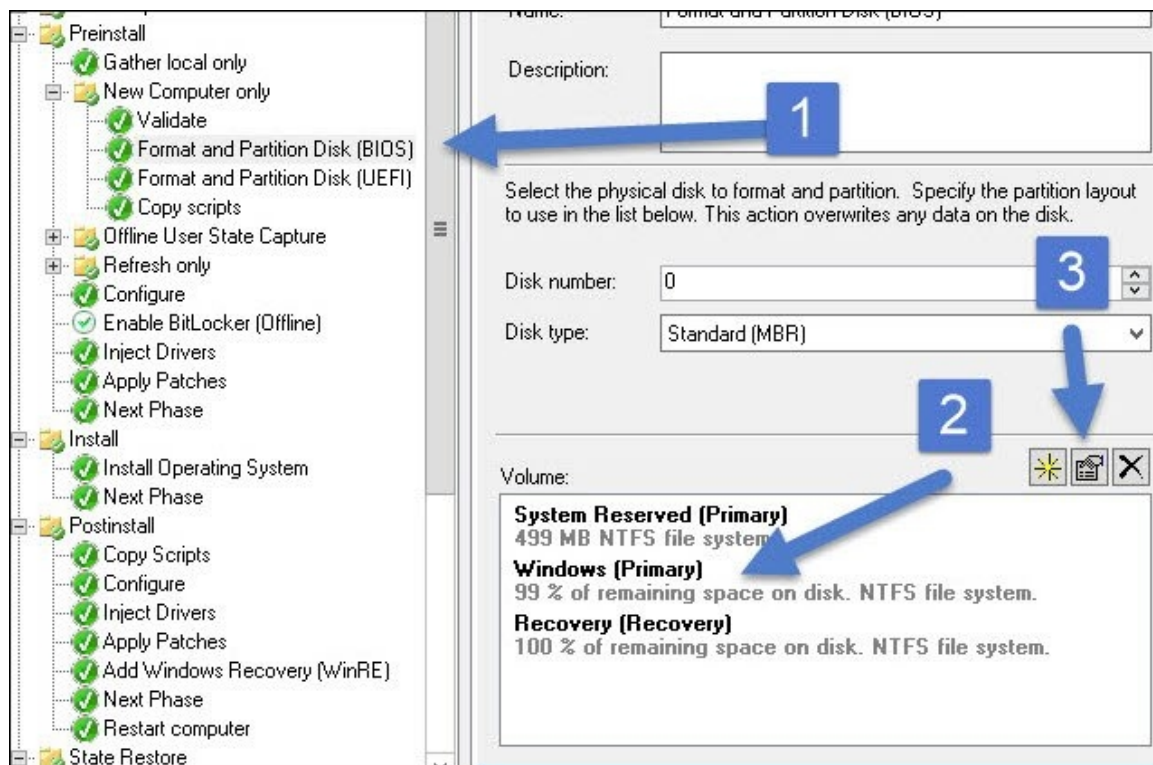 Preinstall
Gather local only
New Computer only
Validate
Format and Partition Disk (BIOS)
Format and Partition Disk (UEFI)
Copy scripts
Offline User State Capture
Refresh only
Configure
Enable BitLocker (Offline)
Inject Drivers
Apply Patches
Next Phase
Install
Install Operating System
Next Phase
Postinstall
Copy Scripts
Configure
Inject Drivers
Apply Patches
Add Windows Recovery (WinRE)
Next Phase
Restart computer
State Restore
Name: Format and Partition Disk (BIOS)
Description:
1
Select the physical disk to format and partition. Specify the partition layout
to use in the list below. This action overwrites any data on the disk.
3
Disk number: 0
Disk type: Standard (MBR)
2
Volume:
System Reserved (Primary)
499 MB NTFS file system.
Windows (Primary)
99 % of remaining space on disk. NTFS file system.
Recovery (Recovery)
100 % of remaining space on disk. NTFS file system.